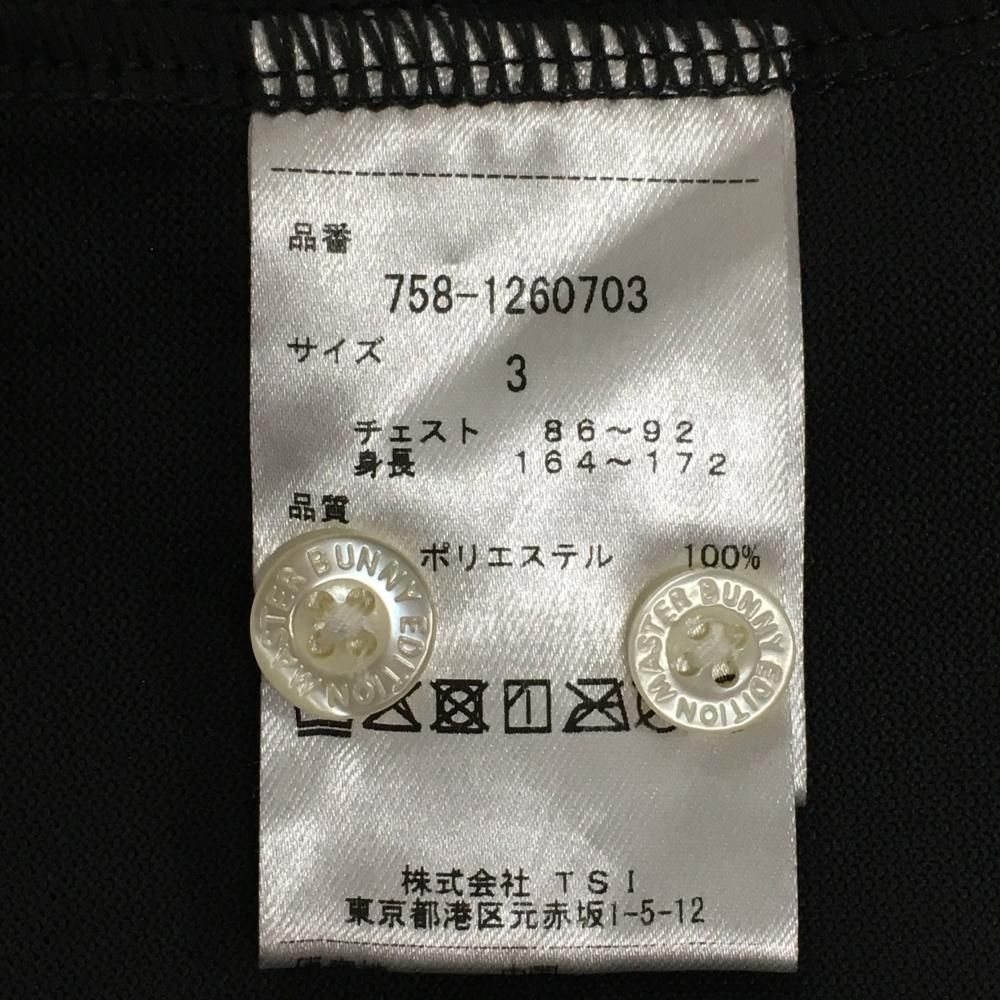 品番
758-1260703
サイズ
3
チェスト 86～92
身長 164～172
品質
ポリエステル 100%
MASTER BUNNY EDITION
MASTER BUNNY EDITION
株式会社 TSI
東京都港区元赤坂1-5-12